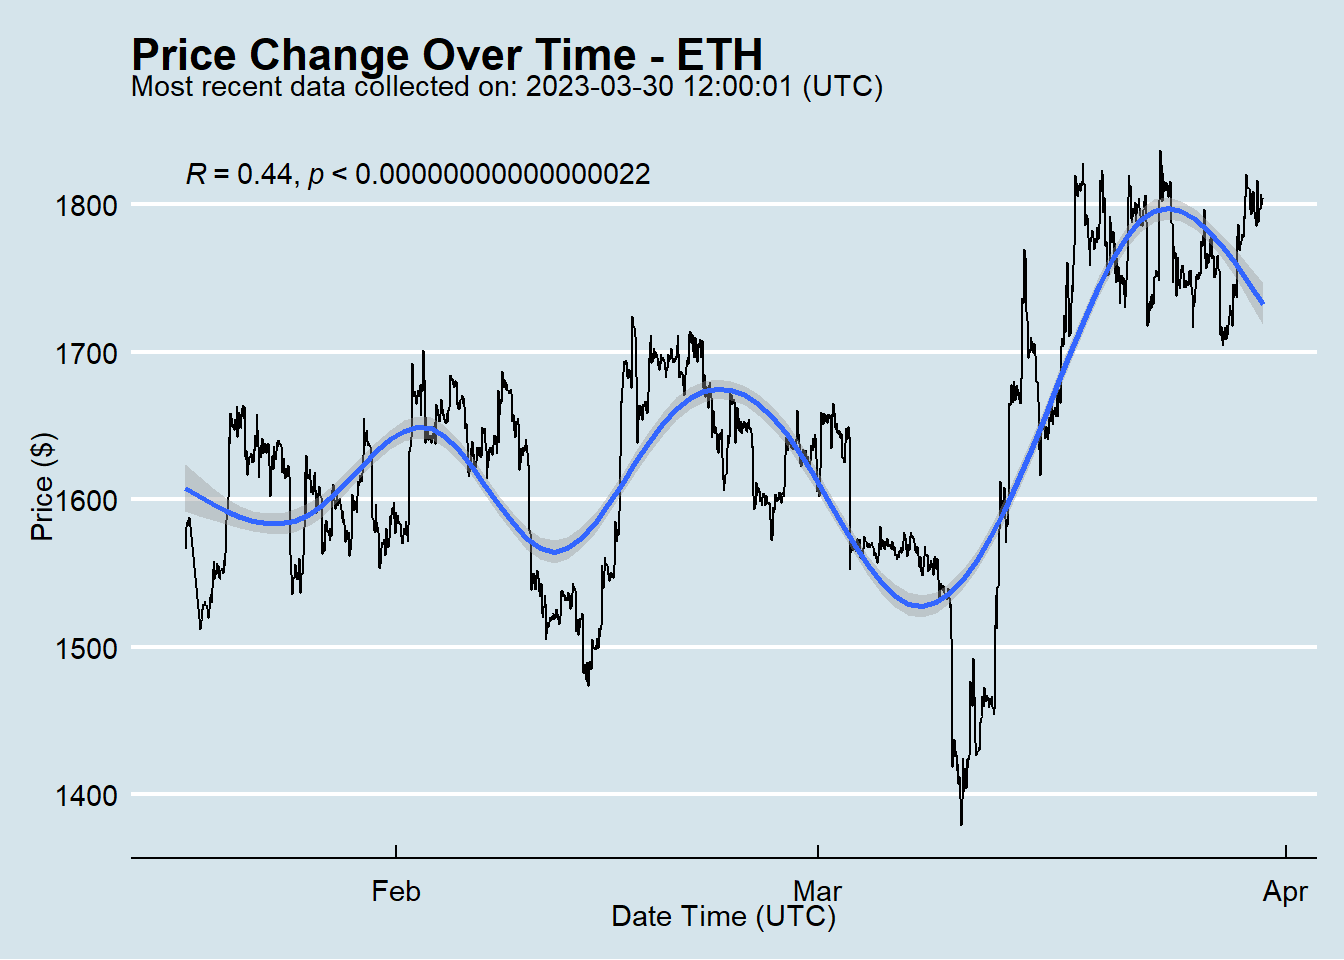 Price Change Over Time - ETH
Most recent data collected on: 2023-03-30 12:00:01 (UTC)
R = 0.44, p < 0.00000000000000022
1800
1700
1600
1500
1400
Price ($)
Feb
Mar
Apr
Date Time (UTC)